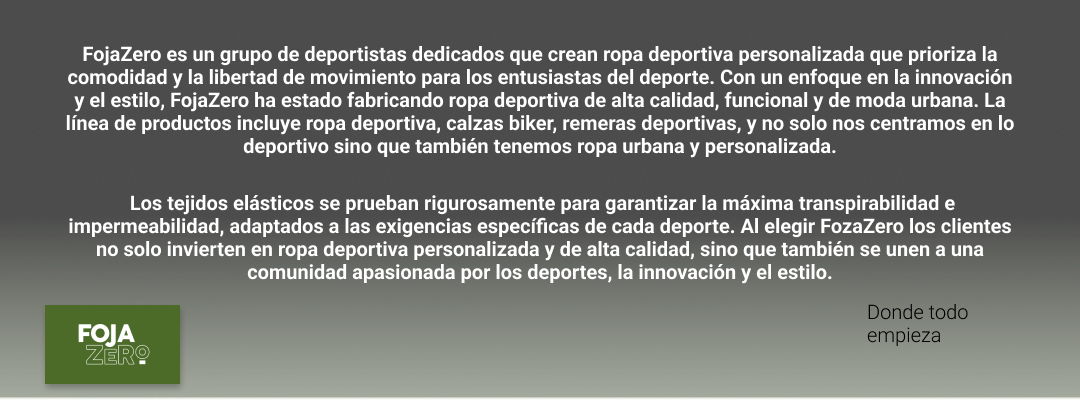 FojaZero es un grupo de deportistas dedicados que crean ropa deportiva personalizada que prioriza la
comodidad y la libertad de movimiento para los entusiastas del deporte. Con un enfoque en la innovación
y el estilo, FojaZero ha estado fabricando ropa deportiva de alta calidad, funcional y de moda urbana. La
línea de productos incluye ropa deportiva, calzas biker, remeras deportivas, y no solo nos centramos en lo
deportivo sino que también tenemos ropa urbana y personalizada.
Los tejidos elásticos se prueban rigurosamente para garantizar la máxima transpirabilidad e
impermeabilidad, adaptados a las exigencias específicas de cada deporte. Al elegir FozaZero los clientes
no solo invierten en ropa deportiva personalizada y de alta calidad, sino que también se unen a una
comunidad apasionada por los deportes, la innovación y el estilo.
Donde todo
empieza
FOJA
ZERO